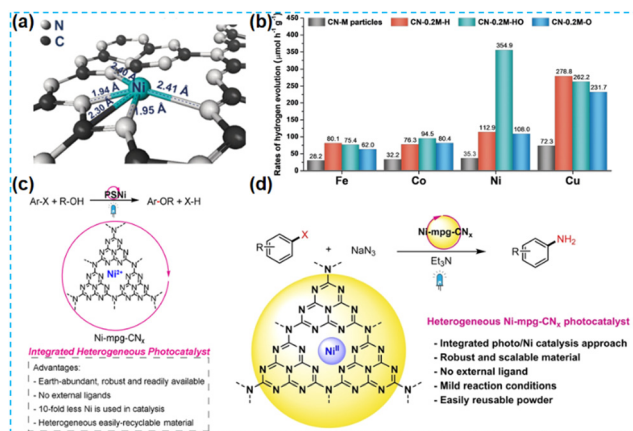 (a)
N
C
Ni
2.40
2.41
1.94 Å
2.30 Å
1.95 Å
(b)
CN-M particles CN-0.2M-H CN-0.2M-HO CN-0.2M-O
Rates of hydrogen evolution (μmol h⁻¹ g⁻¹)
450
400
350
300
250
200
150
100
50
28.2 80.1 75.4 62.0
32.2 76.3 94.5 80.4
35.3 112.9 354.9 108.0
72.3 278.8 262.2 231.7
Fe Co Ni Cu
(c)
Ar-X + R-OH PSNi Ar-OR + X-H
Ni²⁺
Ni-mpg-CNₓ
Integrated Heterogeneous Photocatalyst
Advantages:
- Earth-abundant, robust and readily available
- No external ligands
- 10-fold less Ni is used in catalysis
- Heterogeneous easily-recyclable material
(d)
R X + NaN₃
Ni-mpg-CNₓ
Et₃N
R NH₂
Niᴵᴵ
Heterogeneous Ni-mpg-CNₓ photocatalyst
- Integrated photo/Ni catalysis approach
- Robust and scalable material
- No external ligand
- Mild reaction conditions
- Easily reusable powder